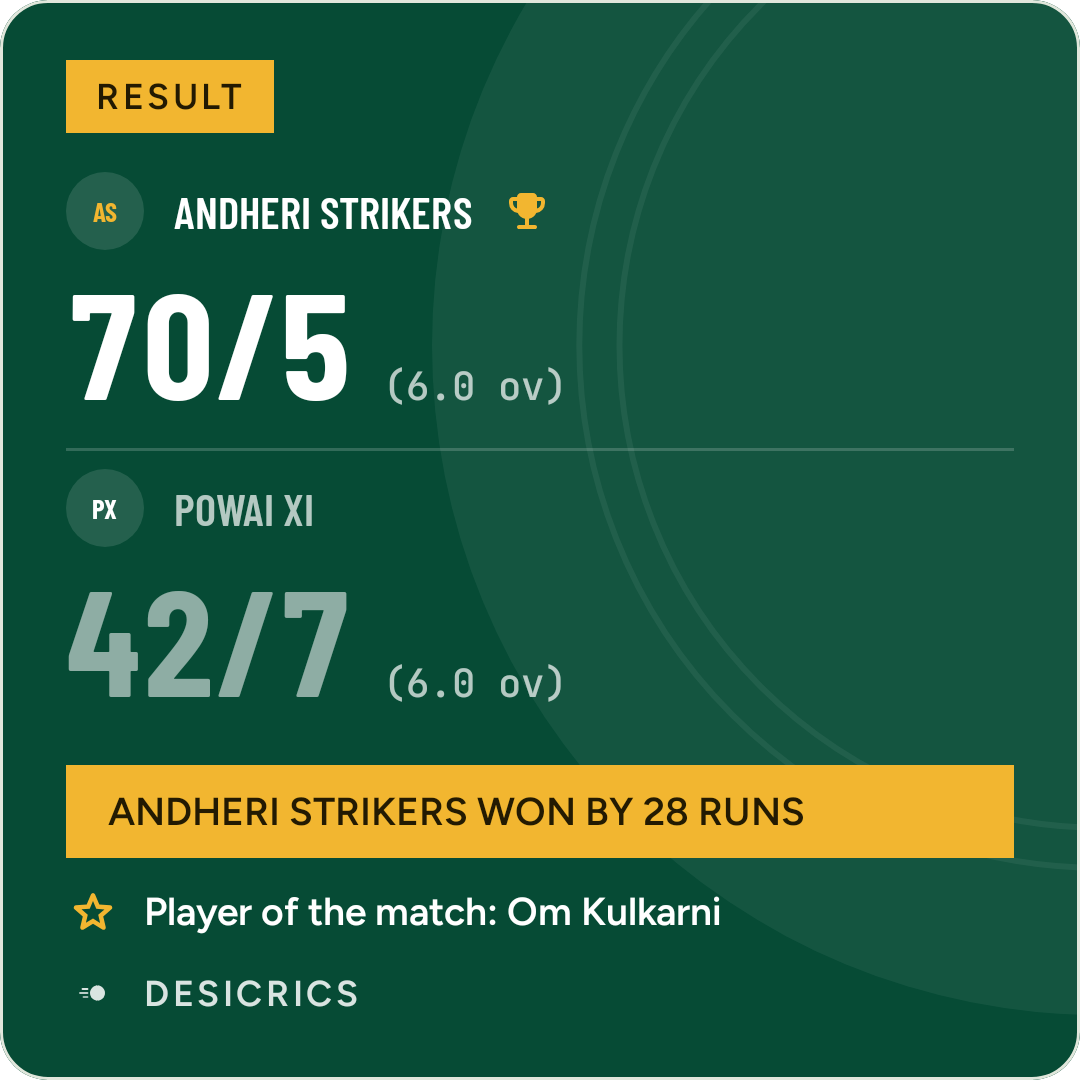 RESULT
AS ANDHERI STRIKERS
70/5 (6.0 ov)
PX POWAI XI
42/7 (6.0 ov)
ANDHERI STRIKERS WON BY 28 RUNS
Player of the match: Om Kulkarni
DESICRICS